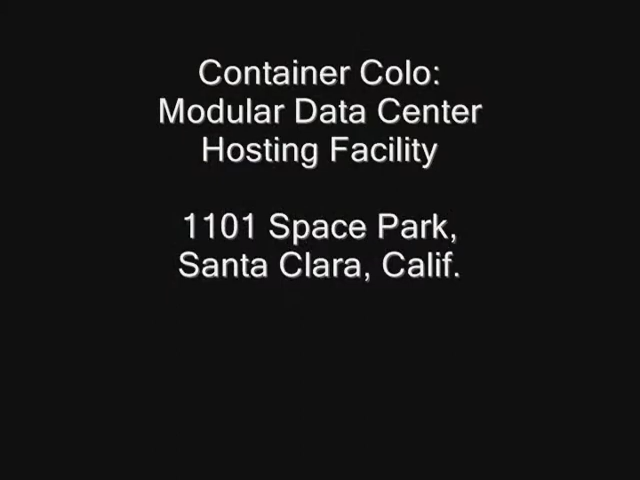 Container Colo:
Modular Data Center
Hosting Facility
1101 Space Park,
Santa Clara, Calif.